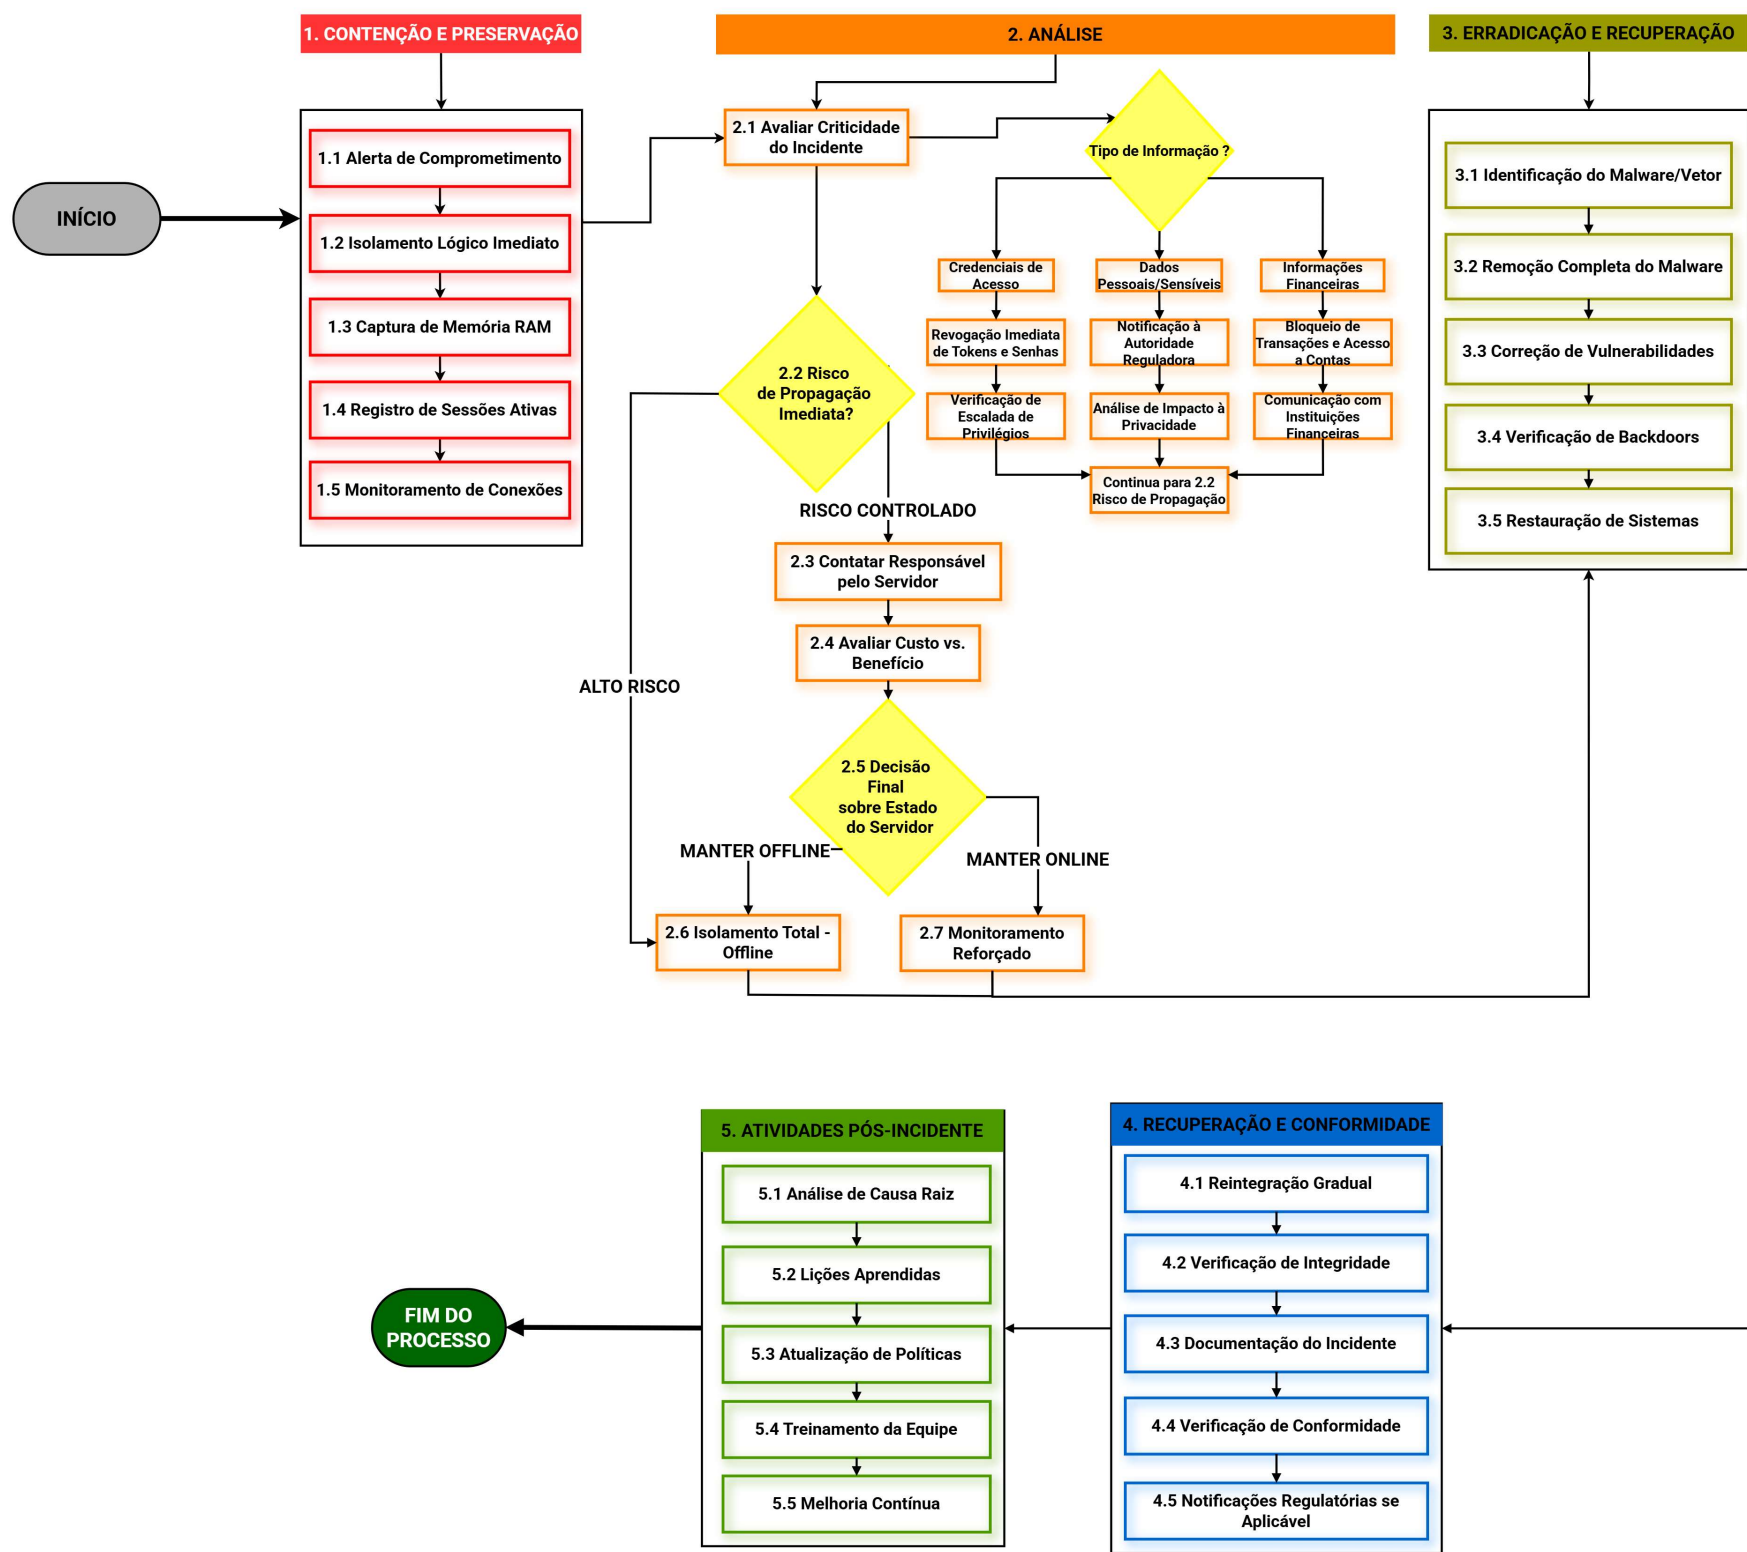 1. CONTENÇÃO E PRESERVAÇÃO
INÍCIO
1.1 Alerta de Comprometimento
1.2 Isolamento Lógico Imediato
1.3 Captura de Memória RAM
1.4 Registro de Sessões Ativas
1.5 Monitoramento de Conexões
2. ANÁLISE
2.1 Avaliar Criticidade
do Incidente
Tipo de Informação ?
Credenciais de
Acesso
Revogação Imediata
de Tokens e Senhas
Verificação de
Escalada de
Privilégios
Dados
Pessoais/Sensíveis
Notificação à
Autoridade
Reguladora
Análise de Impacto à
Privacidade
Informações
Financeiras
Bloqueio de
Transações e Acesso
a Contas
Comunicação com
Instituições
Financeiras
Continua para 2.2
Risco de Propagação
2.2 Risco
de Propagação
Imediata?
RISCO CONTROLADO
ALTO RISCO
2.3 Contatar Responsável
pelo Servidor
2.4 Avaliar Custo vs.
Benefício
2.5 Decisão
Final
sobre Estado
do Servidor
MANTER OFFLINE
MANTER ONLINE
2.6 Isolamento Total -
Offline
2.7 Monitoramento
Reforçado
3. ERRADICAÇÃO E RECUPERAÇÃO
3.1 Identificação do Malware/Vetor
3.2 Remoção Completa do Malware
3.3 Correção de Vulnerabilidades
3.4 Verificação de Backdoors
3.5 Restauração de Sistemas
4. RECUPERAÇÃO E CONFORMIDADE
4.1 Reintegração Gradual
4.2 Verificação de Integridade
4.3 Documentação do Incidente
4.4 Verificação de Conformidade
4.5 Notificações Regulatórias se
Aplicável
5. ATIVIDADES PÓS-INCIDENTE
5.1 Análise de Causa Raiz
5.2 Lições Aprendidas
5.3 Atualização de Políticas
5.4 Treinamento da Equipe
5.5 Melhoria Contínua
FIM DO
PROCESSO